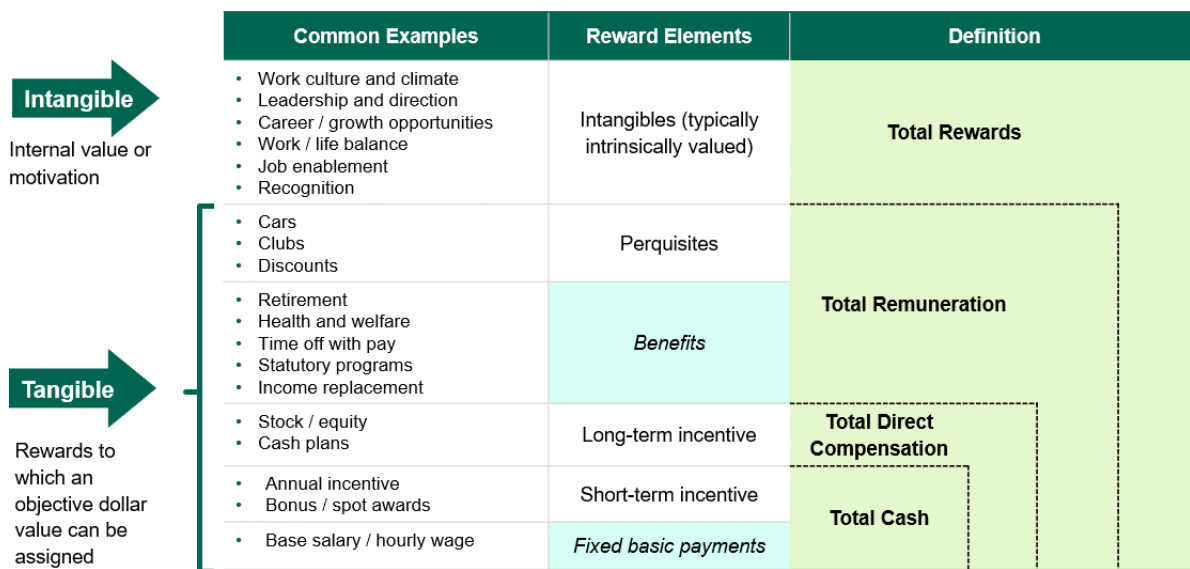 Common Examples
Reward Elements
Definition
Intangible
Internal value or
motivation
• Work culture and climate
• Leadership and direction
• Career / growth opportunities
• Work / life balance
• Job enablement
• Recognition
Intangibles (typically
intrinsically valued)
Total Rewards
Tangible
Rewards to
which an
objective dollar
value can be
assigned
• Cars
• Clubs
• Discounts
Perquisites
Total Remuneration
• Retirement
• Health and welfare
• Time off with pay
• Statutory programs
• Income replacement
Benefits
• Stock / equity
• Cash plans
Long-term incentive
Total Direct
Compensation
Annual incentive
• Bonus / spot awards
Short-term incentive
Total Cash
• Base salary / hourly wage
Fixed basic payments